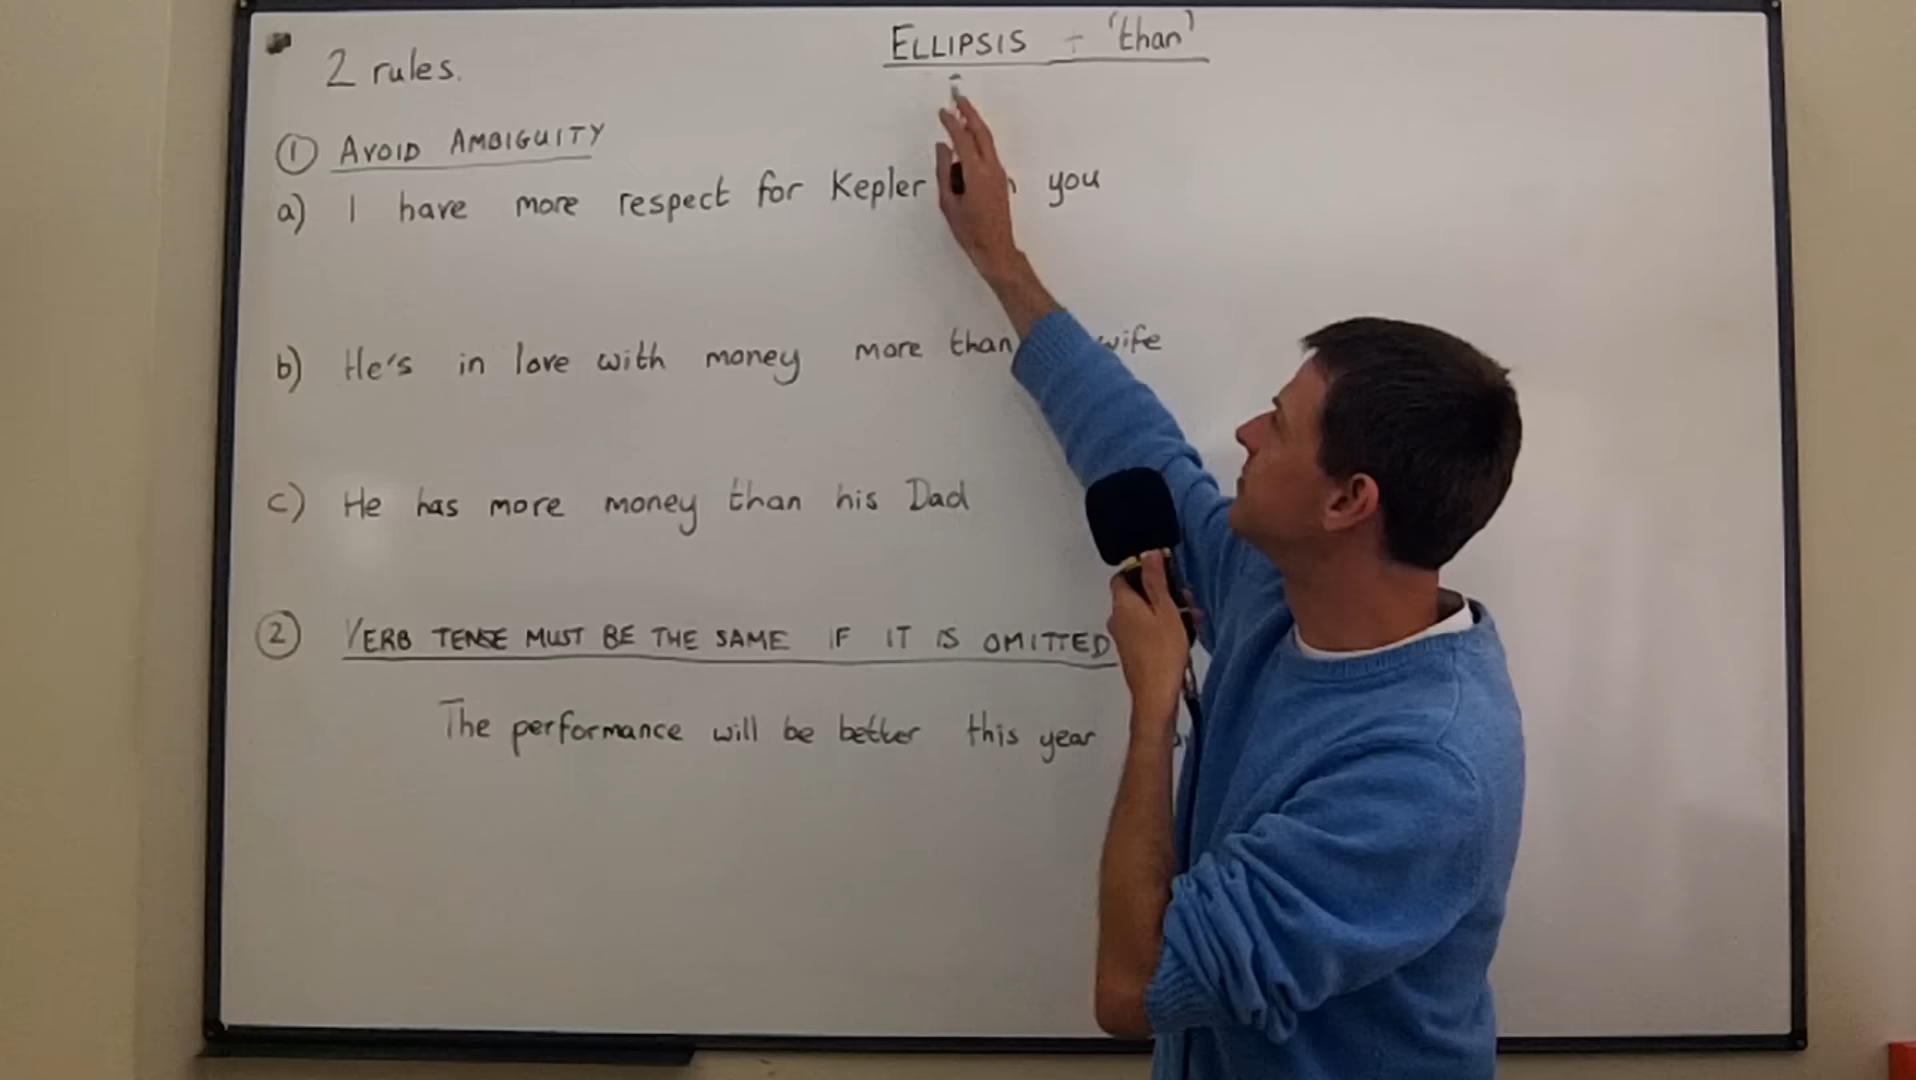 ELLIPSIS - 'than'
2 rules.
① AVOID AMBIGUITY
a) I have more respect for Kepler you
b) He's in love with money more than wife
c) He has more money than his Dad
② VERB TENSE MUST BE THE SAME IF IT IS OMITTED
The performance will be better this year